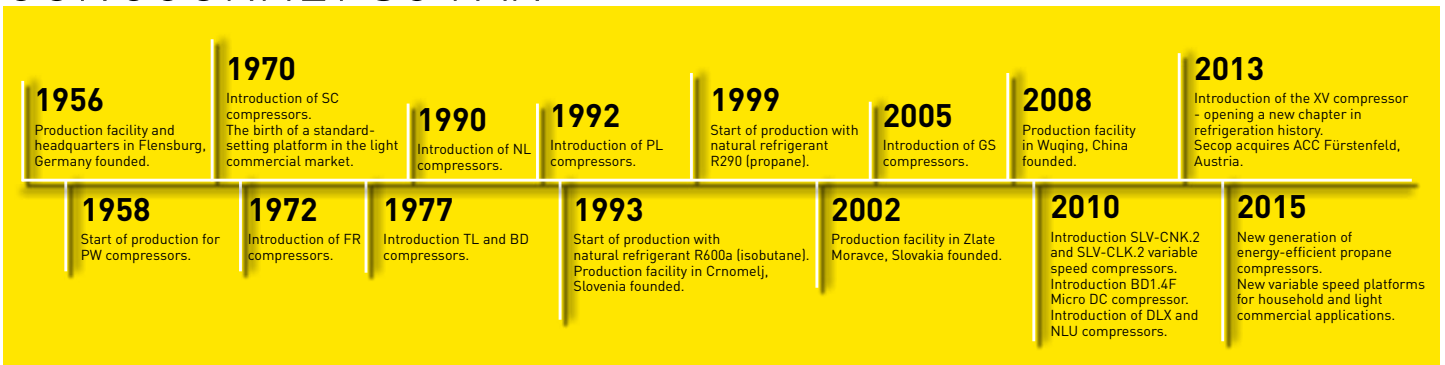 1956
Production facility and
headquarters in Flensburg,
Germany founded.
1958
Start of production for
PW compressors.
1970
Introduction of SC
compressors.
The birth of a standard-
setting platform in the light
commercial market.
1972
Introduction of FR
compressors.
1977
Introduction TL and BD
compressors.
1990
Introduction of NL
compressors.
1992
Introduction of PL
compressors.
1993
Start of production with
natural refrigerant R600a (isobutane).
Production facility in Crnomelj,
Slovenia founded.
1999
Start of production with
natural refrigerant
R290 (propane).
2002
Production facility in Zlate
Moravce, Slovakia founded.
2005
Introduction of GS
compressors.
2008
Production facility
in Wuqing, China
founded.
2010
Introduction SLV-CNK.2
and SLV-CLK.2 variable
speed compressors.
Introduction BD1.4F
Micro DC compressor.
Introduction of DLX and
NLU compressors.
2013
Introduction of the XV compressor
- opening a new chapter in
refrigeration history.
Secop acquires ACC Fürstenfeld,
Austria.
2015
New generation of
energy-efficient propane
compressors.
New variable speed platforms
for household and light
commercial applications.